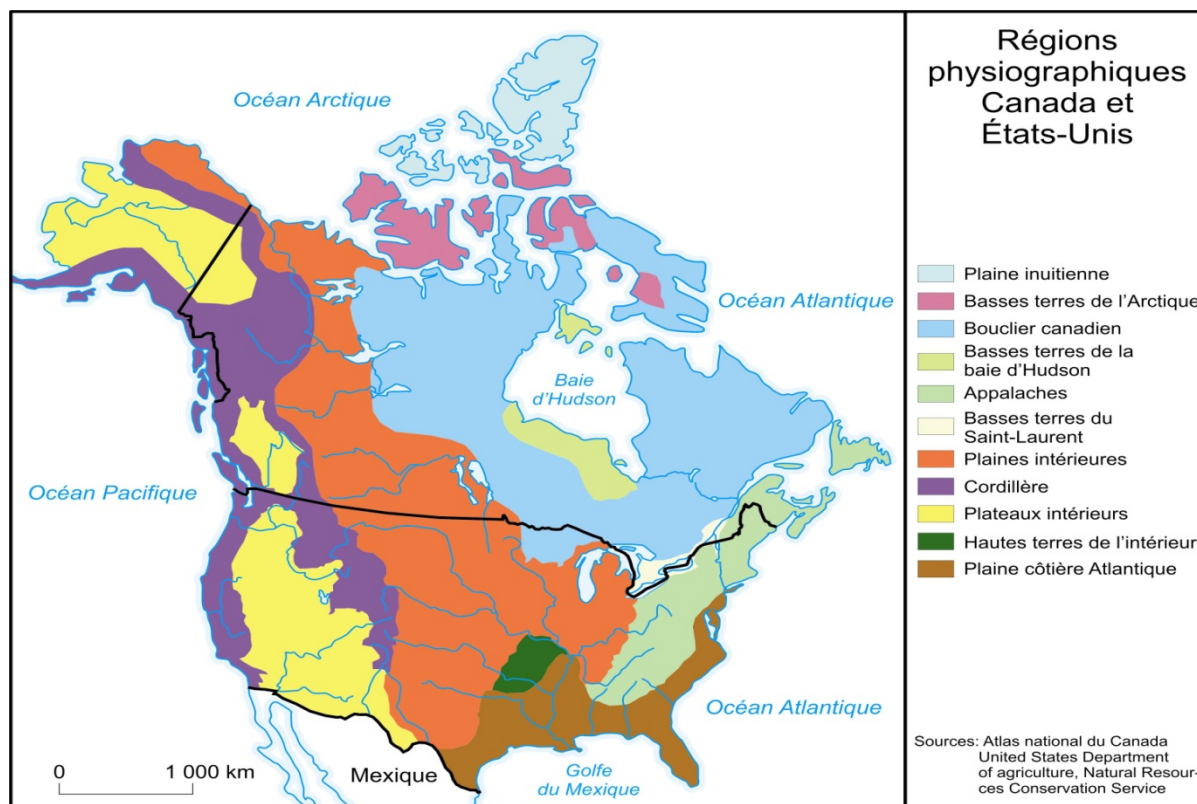 Régions
physiographiques
Canada et
États-Unis
Océan Arctique
Océan Atlantique
Baie
d'Hudson
Océan Pacifique
Océan Atlantique
Golfe
du Mexique
Mexique
0 1 000 km
Plaine inuitienne
Basses terres de l'Arctique
Bouclier canadien
Basses terres de la
baie d'Hudson
Appalaches
Basses terres du
Saint-Laurent
Plaines intérieures
Cordillère
Plateaux intérieurs
Hautes terres de l'intérieur
Plaine côtière Atlantique
Sources: Atlas national du Canada
United States Department
of agriculture, Natural Resour-
ces Conservation Service